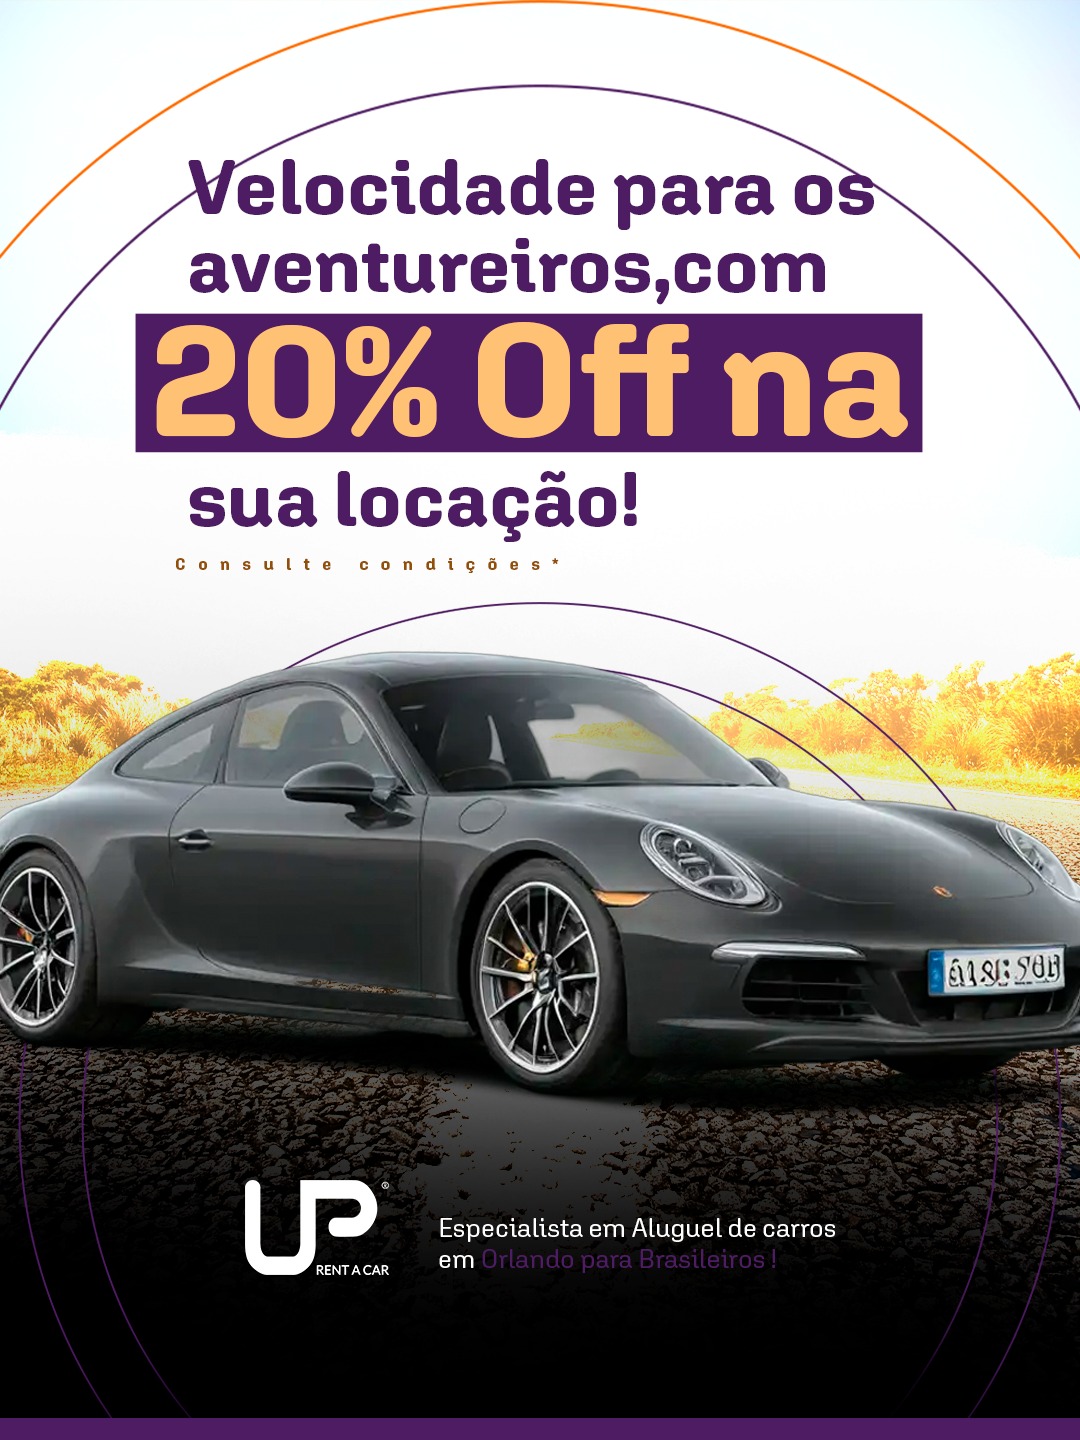 Velocidade para os
aventureiros,com
20% Off na
sua locação!
Consulte condições*
UP®
RENT A CAR
Especialista em Aluguel de carros
em Orlando para Brasileiros !